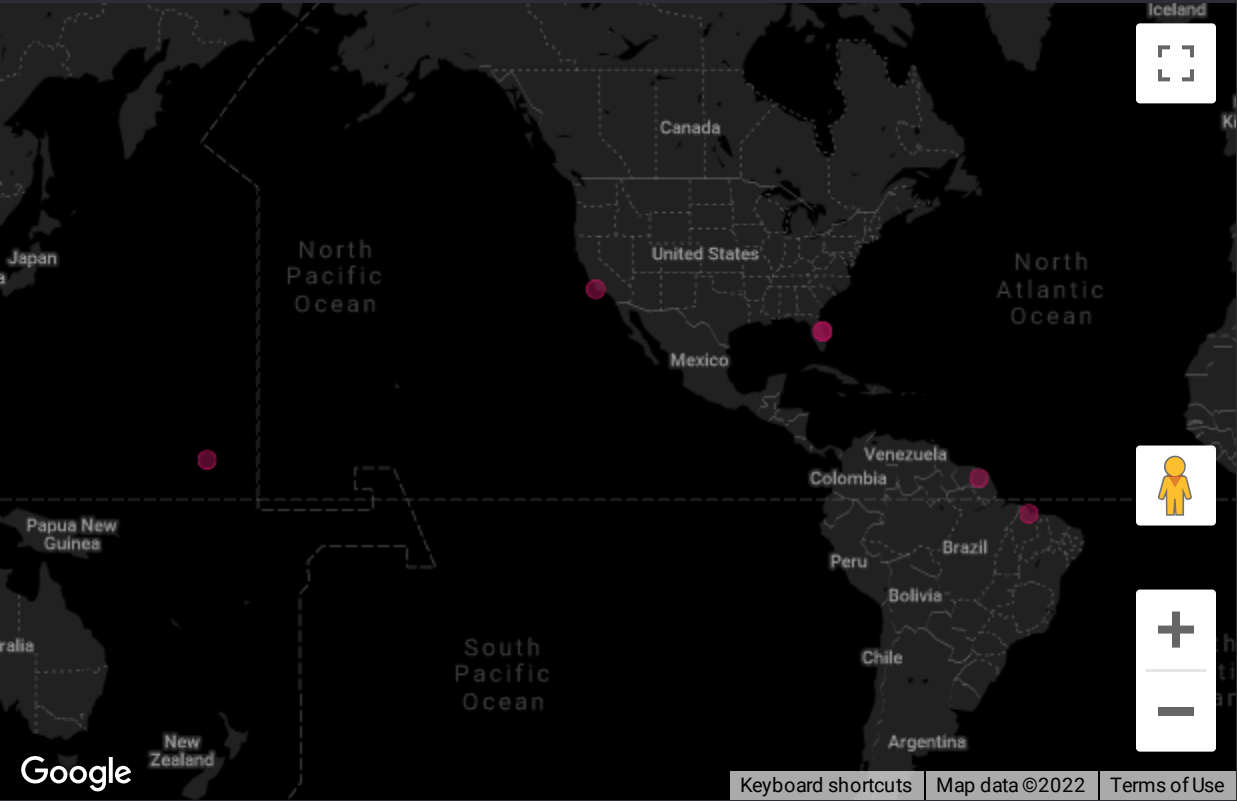 Iceland
Canada
Japan
North
Pacific
Ocean
United States
North
Atlantic
Ocean
Mexico
Venezuela
Colombia
Papua New
Guinea
Brazil
Peru
Bolivia
ralia
South
Pacific
Ocean
Chile
New
Zealand
Argentina
Google
Keyboard shortcuts
Map data ©2022
Terms of Use